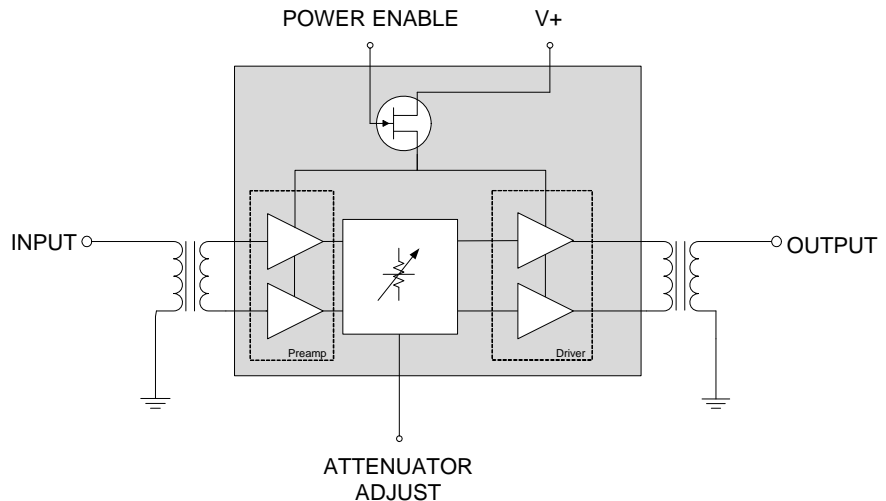 POWER ENABLE
V+
INPUT
OUTPUT
Preamp
Driver
ATTENUATOR
ADJUST